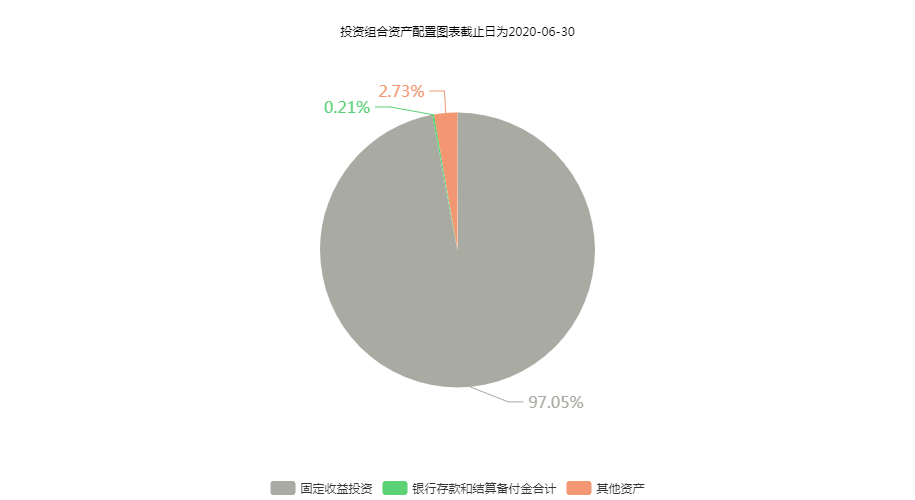 投资组合资产配置图表截止日为2020-06-30
2.73%
0.21%
97.05%
固定收益投资 银行存款和结算备付金合计 其他资产